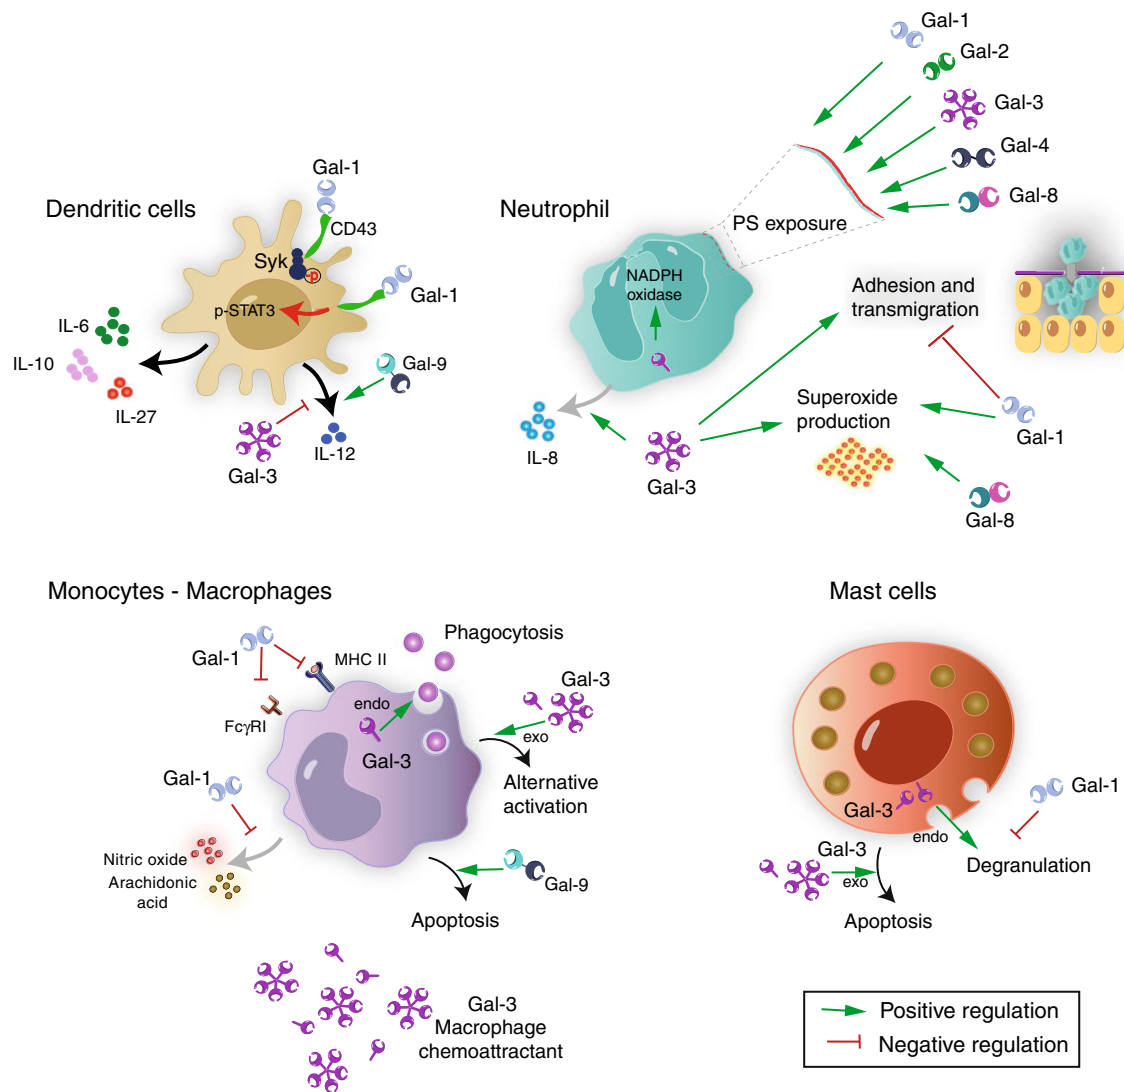 Dendritic cells
Gal-1
CD43
Syk
-p
p-STAT3
Gal-1
IL-6
IL-10
IL-27
Gal-9
Gal-3
IL-12
Neutrophil
Gal-1
Gal-2
Gal-3
Gal-4
Gal-8
PS exposure
NADPH
oxidase
Adhesion and
transmigration
Superoxide
production
IL-8
Gal-3
Gal-1
Gal-8
Monocytes - Macrophages
Gal-1
MHC II
FcγRI
Phagocytosis
endo
Gal-3
Gal-3
exo
Alternative
activation
Gal-1
Nitric oxide
Arachidonic
acid
Gal-9
Apoptosis
Gal-3
Macrophage
chemoattractant
Mast cells
Gal-3
endo
Gal-1
Degranulation
Gal-3
exo
Apoptosis
Positive regulation
Negative regulation